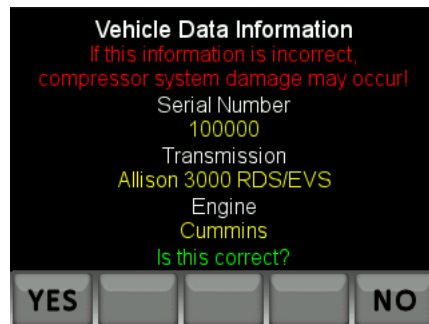 Vehicle Data Information
If this information is incorrect,
compressor system damage may occur!
Serial Number
100000
Transmission
Allison 3000 RDS/EVS
Engine
Cummins
Is this correct?
YES NO